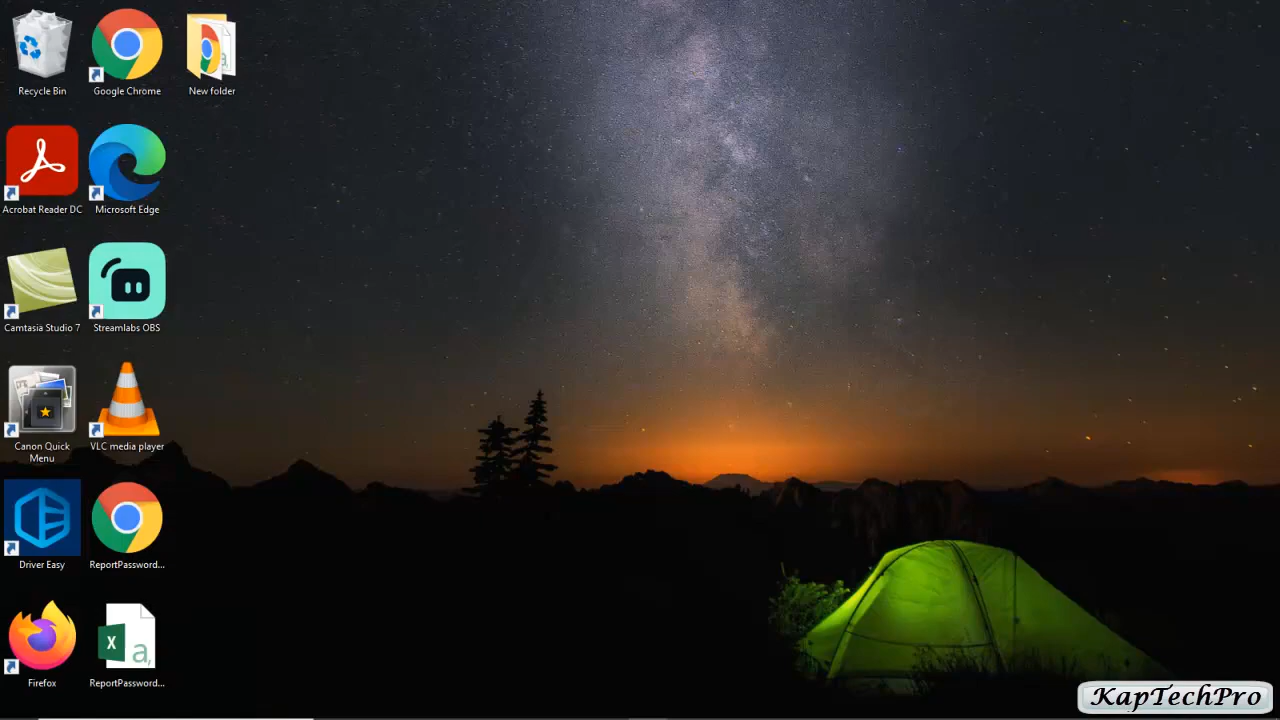 Recycle Bin
Google Chrome
New folder
Acrobat Reader DC
Microsoft Edge
Camtasia Studio 7
Streamlabs OBS
Canon Quick
Menu
VLC media player
Driver Easy
ReportPassword...
Firefox
X
a,
ReportPassword...
KapTechPro